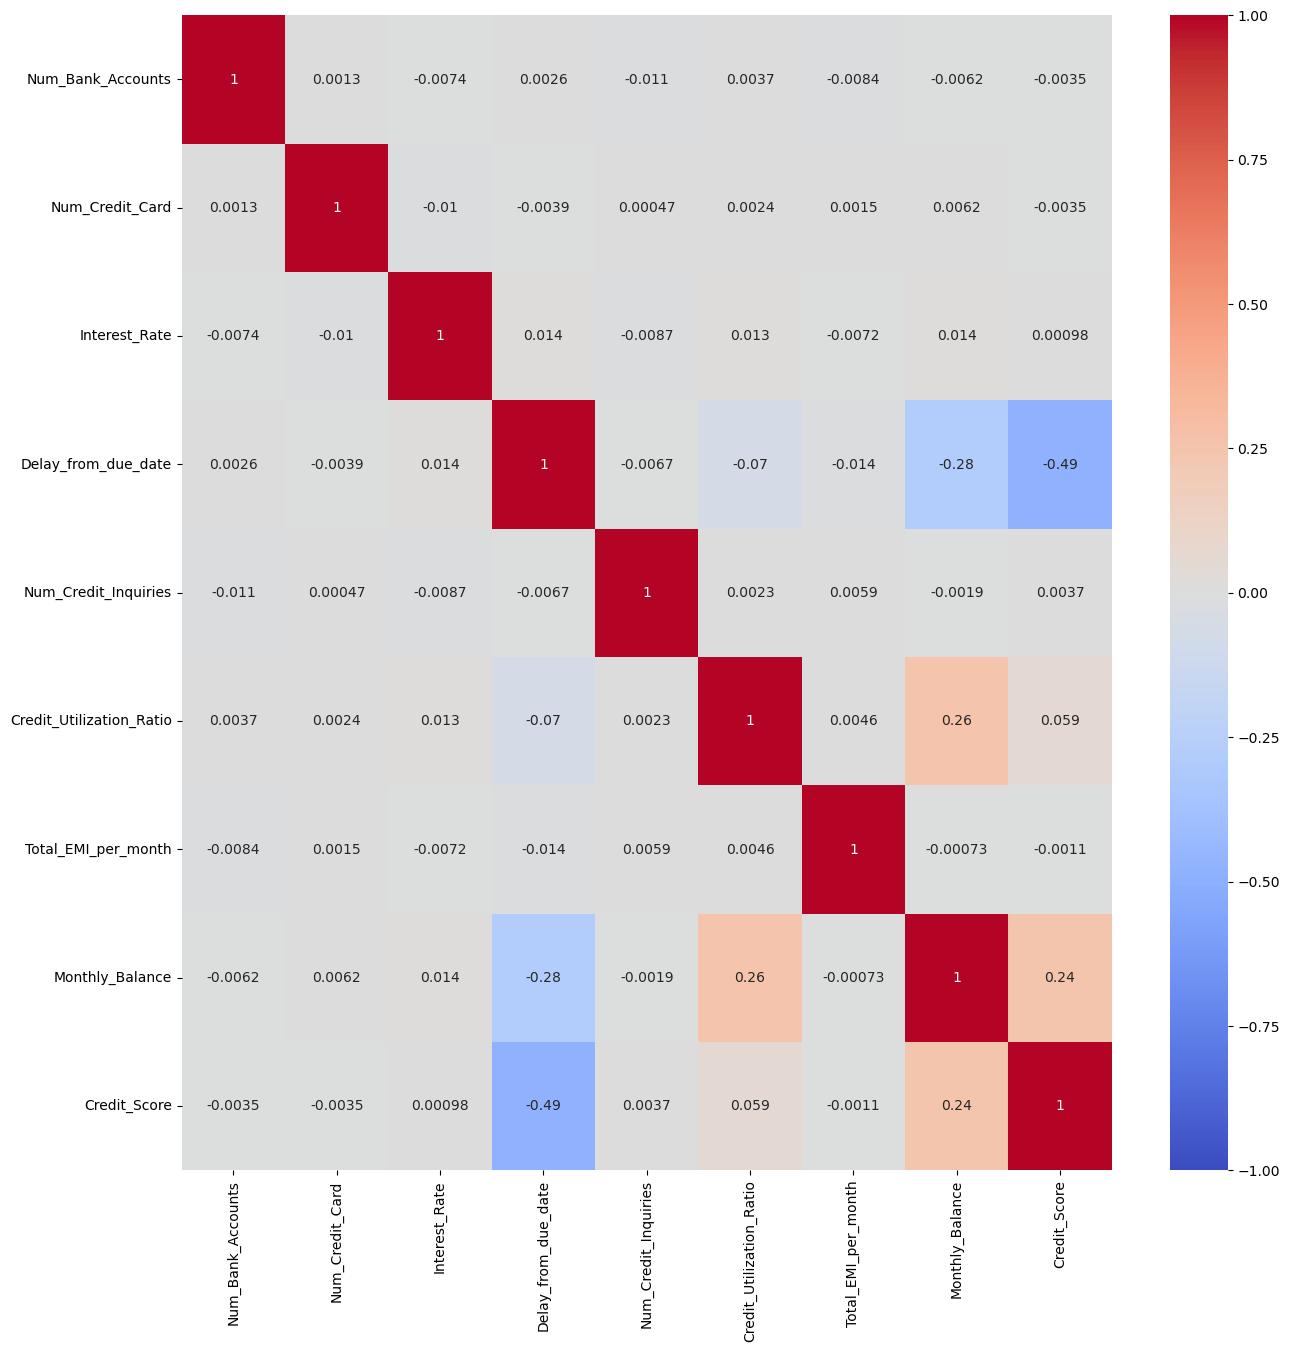 Num_Bank_Accounts 1 0.0013 -0.0074 0.0026 -0.011 0.0037 -0.0084 -0.0062 -0.0035
Num_Credit_Card 0.0013 1 -0.01 -0.0039 0.00047 0.0024 0.0015 0.0062 -0.0035
Interest_Rate -0.0074 -0.01 1 0.014 -0.0087 0.013 -0.0072 0.014 0.00098
Delay_from_due_date 0.0026 -0.0039 0.014 1 -0.0067 -0.07 -0.014 -0.28 -0.49
Num_Credit_Inquiries -0.011 0.00047 -0.0087 -0.0067 1 0.0023 0.0059 -0.0019 0.0037
Credit_Utilization_Ratio 0.0037 0.0024 0.013 -0.07 0.0023 1 0.0046 0.26 0.059
Total_EMI_per_month -0.0084 0.0015 -0.0072 -0.014 0.0059 0.0046 1 -0.00073 -0.0011
Monthly_Balance -0.0062 0.0062 0.014 -0.28 -0.0019 0.26 -0.00073 1 0.24
Credit_Score -0.0035 -0.0035 0.00098 -0.49 0.0037 0.059 -0.0011 0.24 1
Num_Bank_Accounts
Num_Credit_Card
Interest_Rate
Delay_from_due_date
Num_Credit_Inquiries
Credit_Utilization_Ratio
Total_EMI_per_month
Monthly_Balance
Credit_Score
1.00
0.75
0.50
0.25
0.00
−0.25
−0.50
−0.75
−1.00